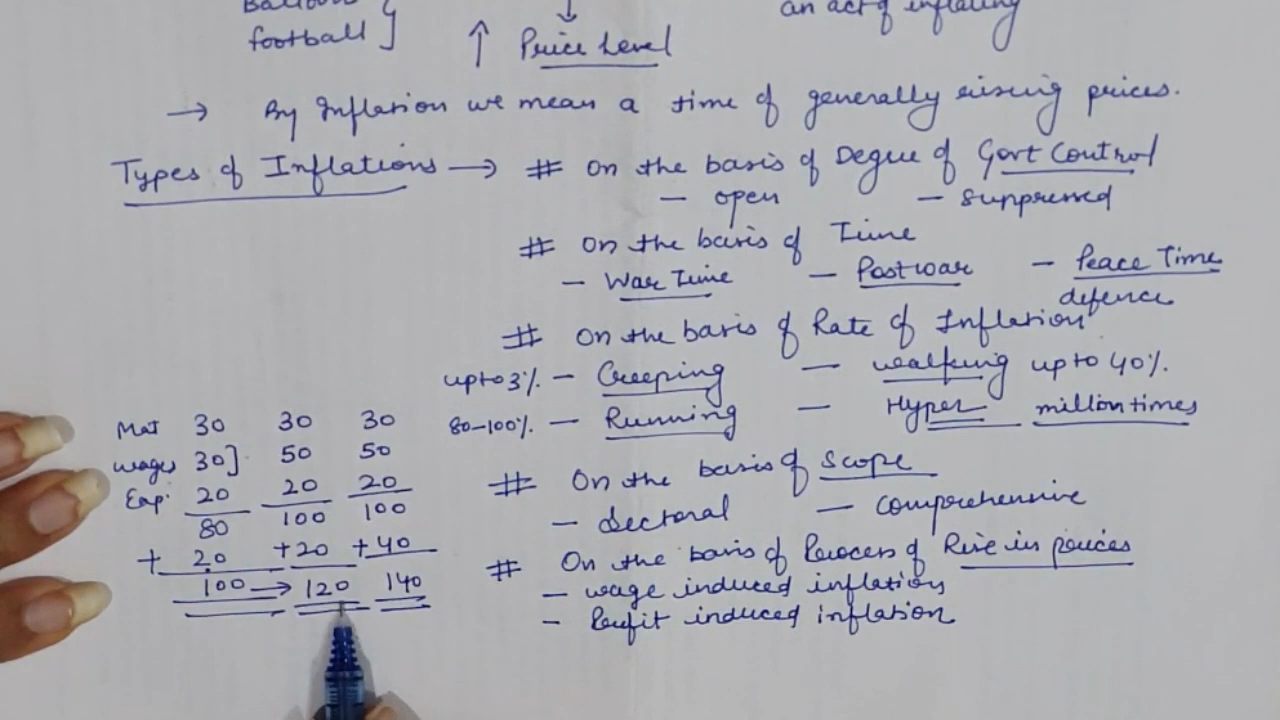 football ]
an act of inflating
↑ Price Level
→ By Inflation we mean a time of generally rising prices.
Types of Inflations → # On the basis of Degree of Govt Control
- open - suppressed
# On the basis of Time
- War Time - Postwar - Peace Time
defence
# On the basis of Rate of Inflation
upto 3% - Creeping - walking upto 40%.
80-100% - Running - Hyper million times
# On the basis of Scope
- Sectoral - comprehensive
# On the basis of Process of Rise in prices
- wage induced inflation
- Profit induced inflation
Mat 30 30 30
wages 30] 50 50
Exp. 20 20 20
80 100 100
+ 20 +20 +40
100 → 120 140